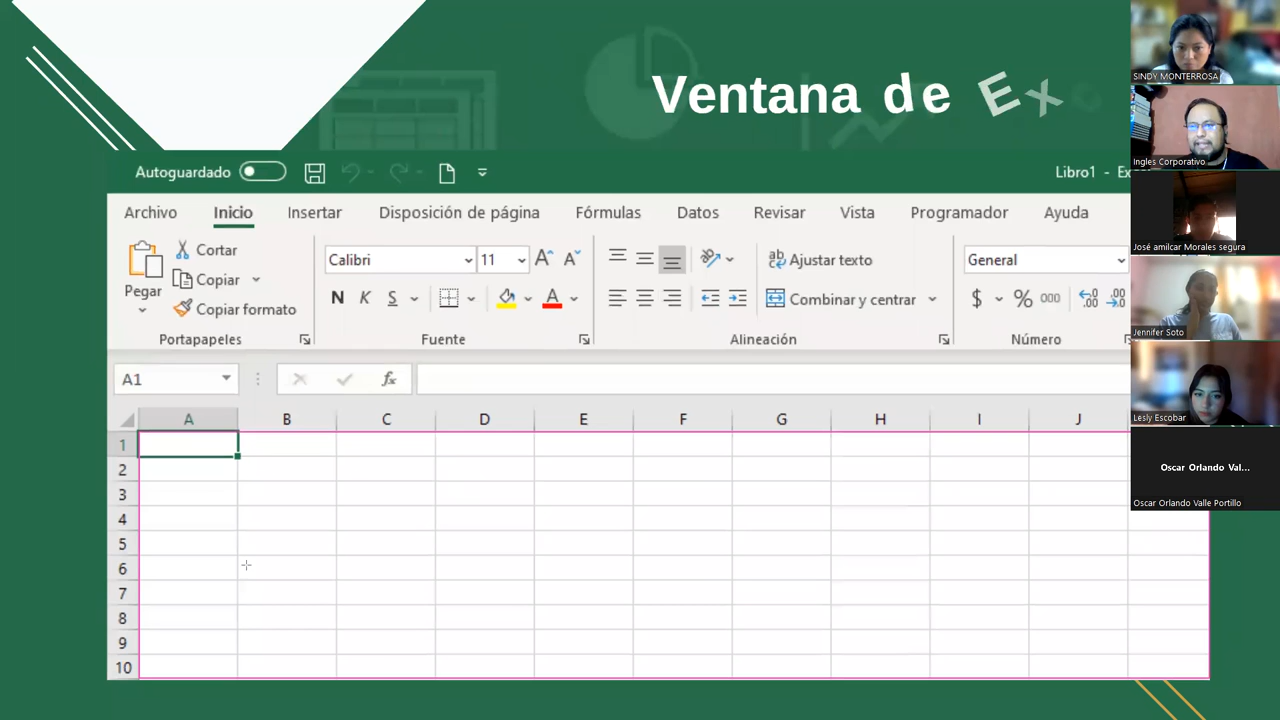 Ventana de Ex
Autoguardado
Libro1 - Ex
Archivo Inicio Insertar Disposición de página Fórmulas Datos Revisar Vista Programador Ayuda
Pegar
Cortar
Copiar
Copiar formato
Portapapeles
Calibri 11
N K S
A
Fuente
ab Ajustar texto
Combinar y centrar
Alineación
General
$ % 000
Número
A1
fx
A B C D E F G H I J
1
2
3
4
5
6
7
8
9
10
SINDY MONTERROSA
Ingles Corporativo
José amilcar Morales segura
Jennifer Soto
Lesly Escobar
Oscar Orlando Val...
Oscar Orlando Valle Portillo